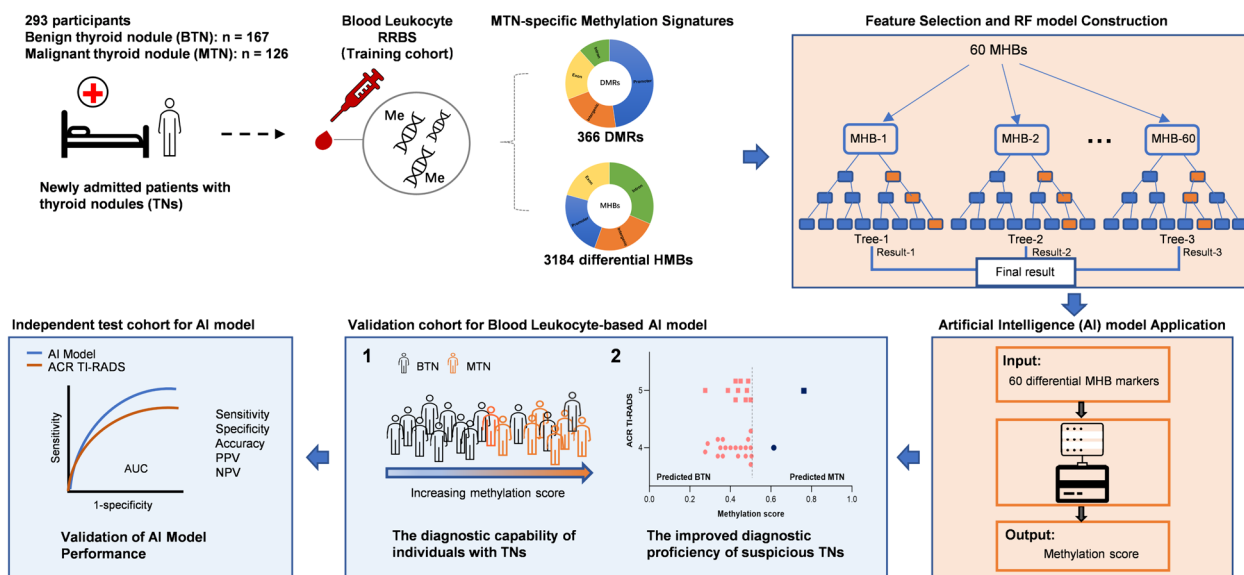 293 participants
Benign thyroid nodule (BTN): n = 167
Malignant thyroid nodule (MTN): n = 126
Newly admitted patients with
thyroid nodules (TNs)
Blood Leukocyte
RRBS
(Training cohort)
Me
Me
MTN-specific Methylation Signatures
Intron
Exon
Promoter
Intergenic
DMRs
366 DMRs
Exon
Intron
Promoter
Intergenic
MHBs
3184 differential HMBs
Feature Selection and RF model Construction
60 MHBs
MHB-1
MHB-2
...
MHB-60
Tree-1
Tree-2
Tree-3
Result-1
Result-2
Result-3
Final result
Independent test cohort for AI model
AI Model
ACR TI-RADS
Sensitivity
AUC
1-specificity
Sensitivity
Specificity
Accuracy
PPV
NPV
Validation of AI Model
Performance
Validation cohort for Blood Leukocyte-based AI model
1
BTN
MTN
Increasing methylation score
The diagnostic capability of
individuals with TNs
2
ACR TI-RADS
5
4
Predicted BTN
Predicted MTN
0.0
0.2
0.4
0.6
0.8
1.0
Methylation score
The improved diagnostic
proficiency of suspicious TNs
Artificial Intelligence (AI) model Application
Input:
60 differential MHB markers
Output:
Methylation score